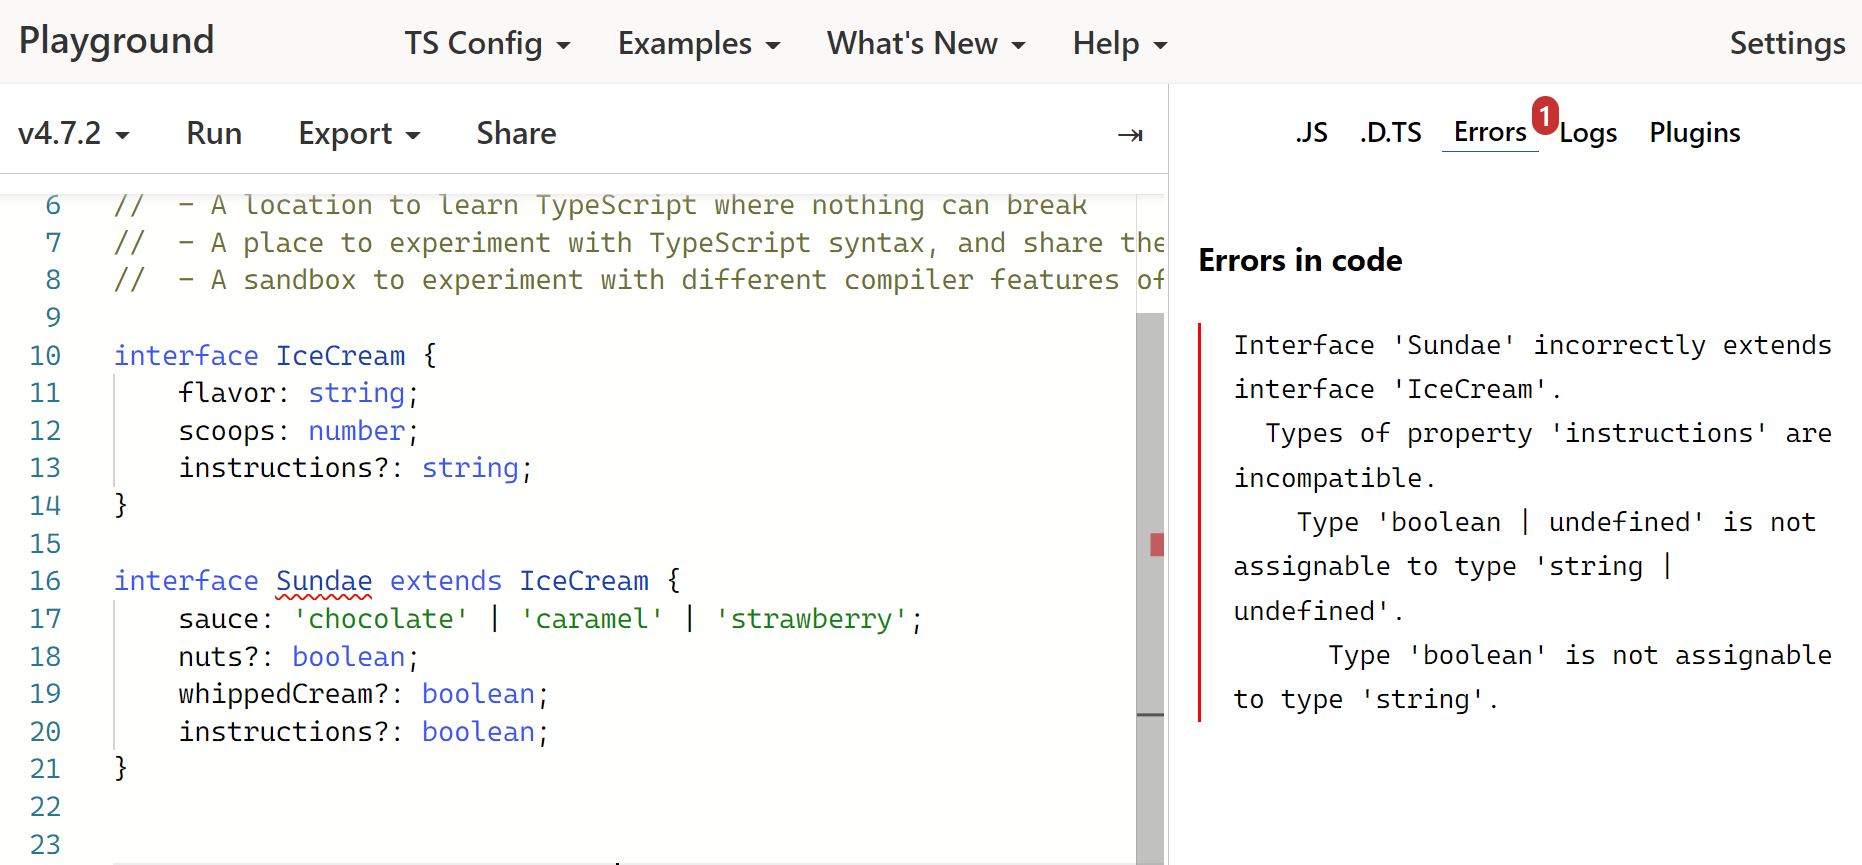 Playground TS Config Examples What's New Help Settings
v4.7.2 Run Export Share .JS .D.TS Errors 1 Logs Plugins
6 //  - A location to learn TypeScript where nothing can break
7 //  - A place to experiment with TypeScript syntax, and share the
8 //  - A sandbox to experiment with different compiler features of
9
10 interface IceCream {
11     flavor: string;
12     scoops: number;
13     instructions?: string;
14 }
15
16 interface Sundae extends IceCream {
17     sauce: 'chocolate' | 'caramel' | 'strawberry';
18     nuts?: boolean;
19     whippedCream?: boolean;
20     instructions?: boolean;
21 }
22
23
Errors in code
Interface 'Sundae' incorrectly extends
interface 'IceCream'.
  Types of property 'instructions' are
incompatible.
    Type 'boolean | undefined' is not
assignable to type 'string |
undefined'.
      Type 'boolean' is not assignable
to type 'string'.